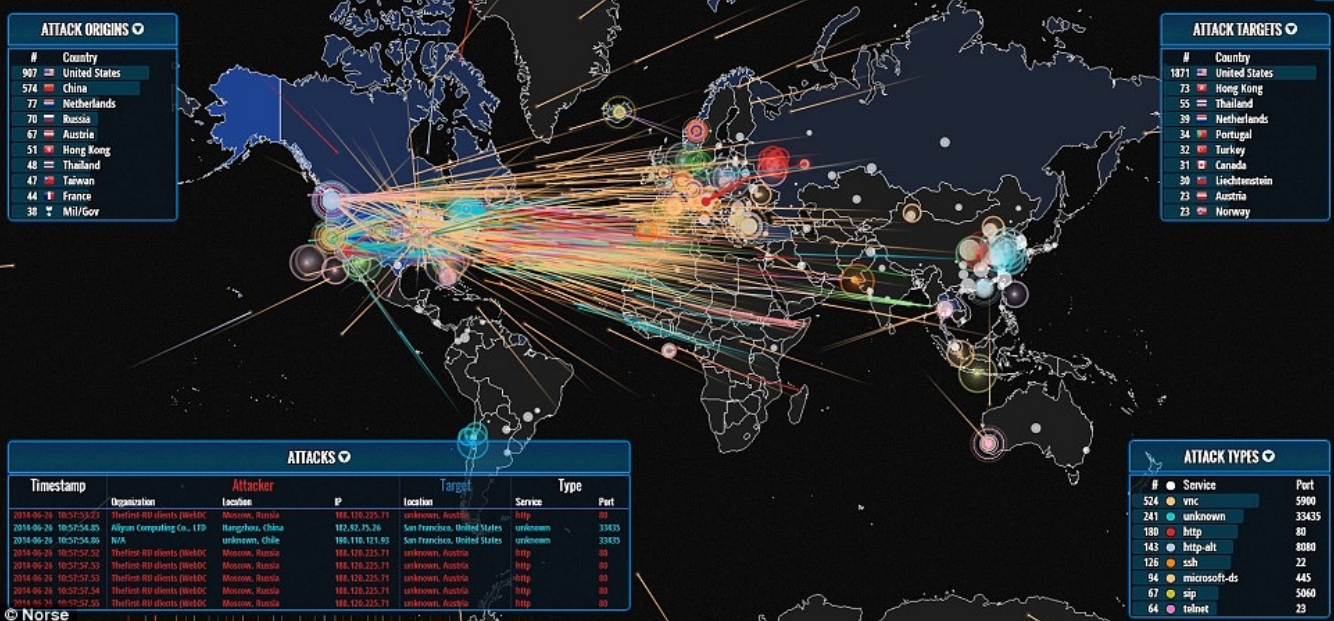 ATTACK ORIGINS
# Country
907 United States
574 China
77 Netherlands
70 Russia
67 Austria
51 Hong Kong
48 Thailand
47 Taiwan
44 France
38 Mil/Gov
ATTACK TARGETS
# Country
1871 United States
73 Hong Kong
55 Thailand
39 Netherlands
34 Portugal
32 Turkey
31 Canada
30 Liechtenstein
23 Austria
23 Norway
ATTACKS
Timestamp Attacker Target Type
Organization Location IP Location Service Port
2014-06-26 10:57:53:23 Moscow, Russia 188.120.225.71 unknown, Austria http 80
2014-06-26 10:57:54.85 Aliyun Computing Co., LTD Hangzhou, China 182.92.75.26 San Francisco, United States unknown 33435
2014-06-26 10:57:54.86 N/A unknown, Chile 190.110.121.93 San Francisco, United States unknown 33435
2014-06-26 10:57:57.52 Moscow, Russia 188.120.225.71 unknown, Austria http 80
2014-06-26 10:57:57.53 Moscow, Russia 188.120.225.71 unknown, Austria http 80
2014-06-26 10:57:57.53 Moscow, Russia 188.120.225.71 unknown, Austria http 80
2014-06-26 10:57:57.54 Moscow, Russia 188.120.225.71 unknown, Austria http 80
2014-06-26 10:57:57.55 Moscow, Russia 188.120.225.71 unknown, Austria http 80
ATTACK TYPES
# Service Port
524 vnc 5900
241 unknown 33435
180 http 80
143 http-alt 8080
126 ssh 22
94 microsoft-ds 445
67 sip 5060
64 telnet 23
© Norse